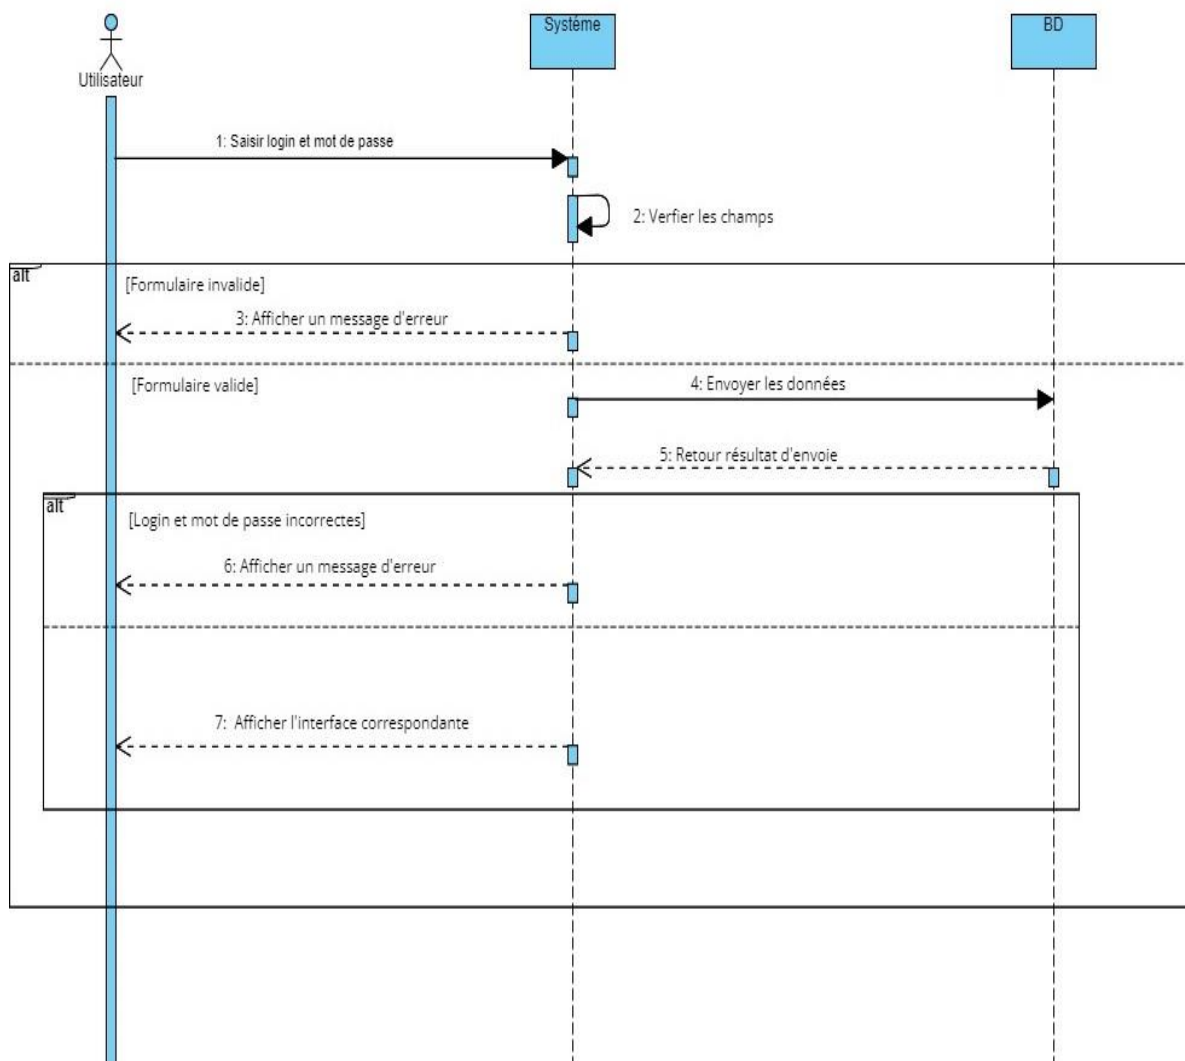 Systéme
BD
Utilisateur
1: Saisir login et mot de passe
2: Verfier les champs
alt
[Formulaire invalide]
3: Afficher un message d'erreur
[Formulaire valide]
4: Envoyer les données
5: Retour résultat d'envoie
alt
[Login et mot de passe incorrectes]
6: Afficher un message d'erreur
7: Afficher l'interface correspondante